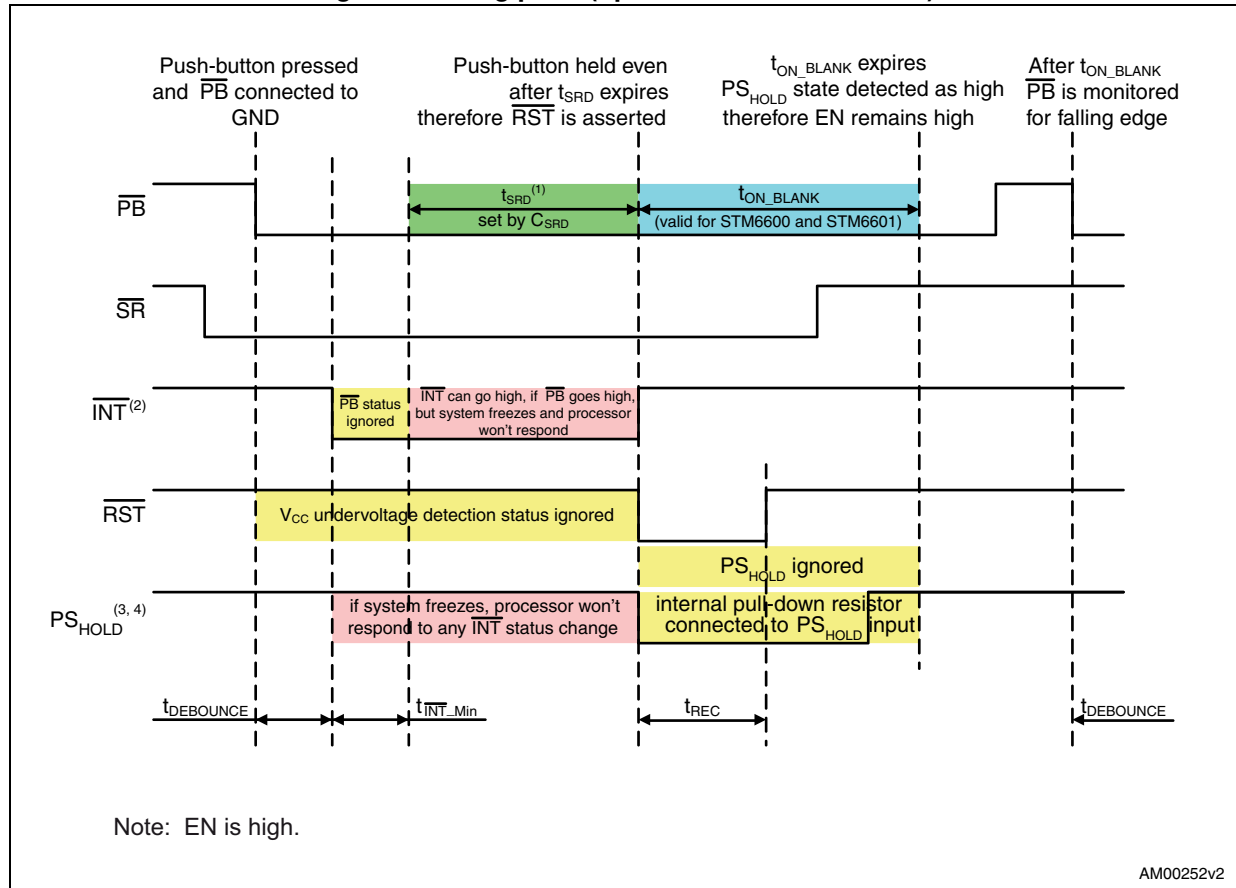 Push-button pressed
and PB connected to
GND
Push-button held even
after tSRD expires
therefore RST is asserted
tON_BLANK expires
PSHOLD state detected as high
therefore EN remains high
After tON_BLANK
PB is monitored
for falling edge
PB
tSRD(1)
set by CSRD
tON_BLANK
(valid for STM6600 and STM6601)
SR
INT(2)
PB status
ignored
INT can go high, if PB goes high,
but system freezes and processor
won't respond
RST
VCC undervoltage detection status ignored
PSHOLD ignored
PSHOLD(3, 4)
if system freezes, processor won't
respond to any INT status change
internal pull-down resistor
connected to PSHOLD input
tDEBOUNCE
tINT_Min
tREC
tDEBOUNCE
Note: EN is high.
AM00252v2